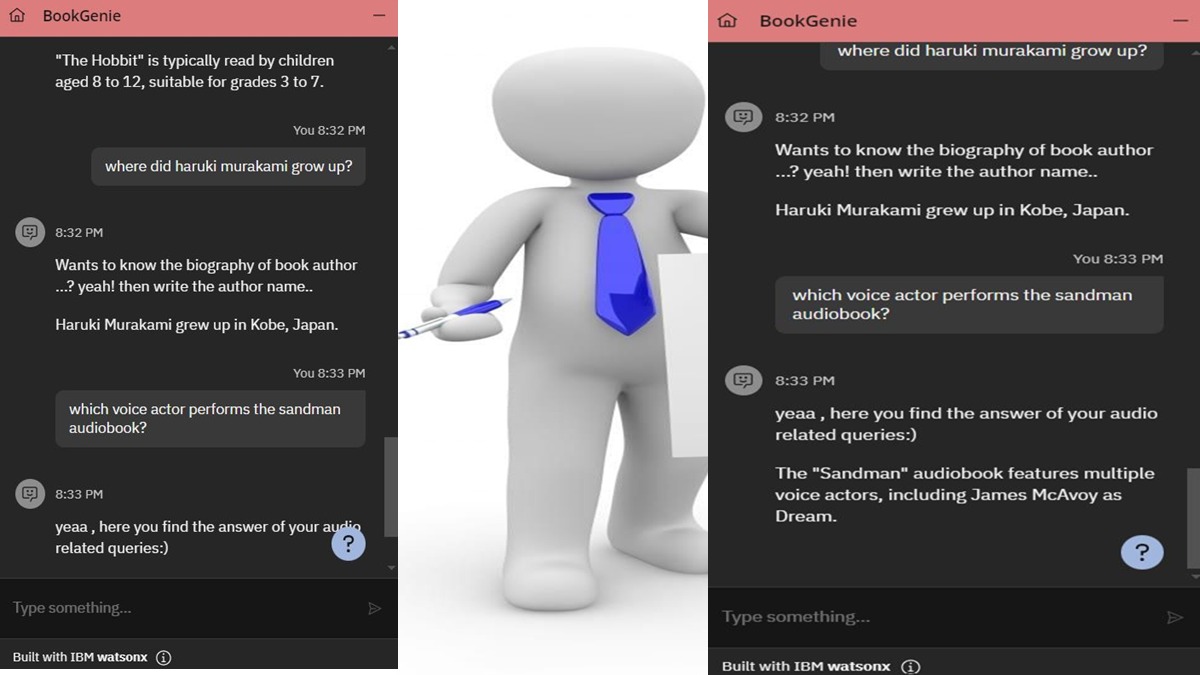 BookGenie
"The Hobbit" is typically read by children
aged 8 to 12, suitable for grades 3 to 7.
You 8:32 PM
where did haruki murakami grow up?
8:32 PM
Wants to know the biography of book author
...? yeah! then write the author name..
Haruki Murakami grew up in Kobe, Japan.
You 8:33 PM
which voice actor performs the sandman
audiobook?
8:33 PM
yeaa , here you find the answer of your audio
related queries:)
?
Type something...
Built with IBM watsonx
BookGenie
where did haruki murakami grow up?
8:32 PM
Wants to know the biography of book author
...? yeah! then write the author name..
Haruki Murakami grew up in Kobe, Japan.
You 8:33 PM
which voice actor performs the sandman
audiobook?
8:33 PM
yeaa , here you find the answer of your audio
related queries:)
The "Sandman" audiobook features multiple
voice actors, including James McAvoy as
Dream.
?
Type something...
Built with IBM watsonx